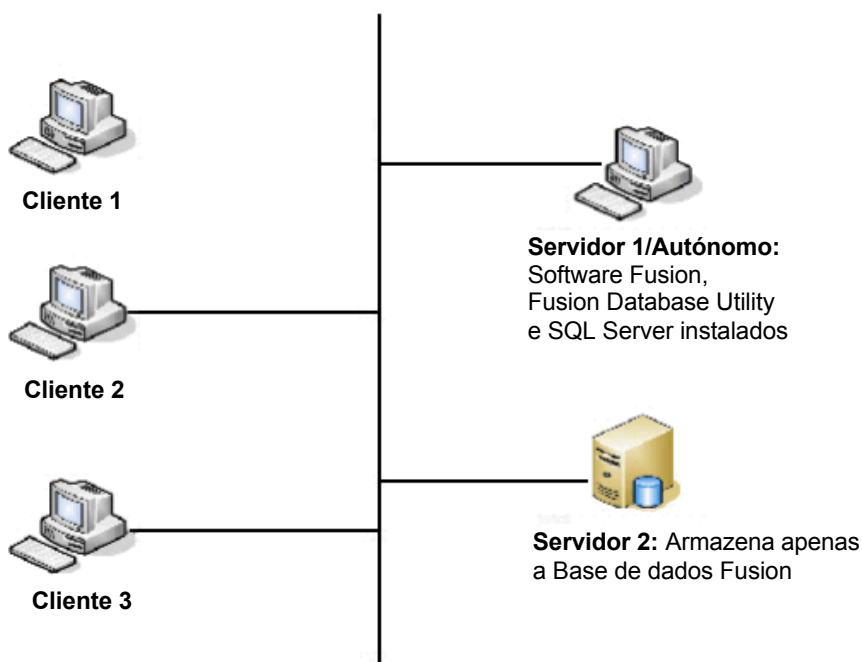 Cliente 1
Servidor 1/Autónomo:
Software Fusion,
Fusion Database Utility
e SQL Server instalados
Cliente 2
Servidor 2: Armazena apenas
a Base de dados Fusion
Cliente 3